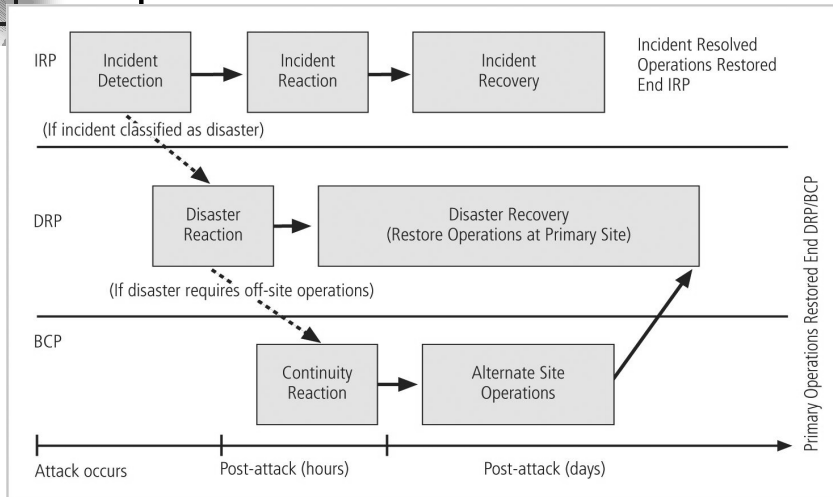 IRP
Incident
Detection
Incident
Reaction
Incident
Recovery
Incident Resolved
Operations Restored
End IRP
(If incident classified as disaster)
DRP
Disaster
Reaction
Disaster Recovery
(Restore Operations at Primary Site)
(If disaster requires off-site operations)
BCP
Continuity
Reaction
Alternate Site
Operations
Primary Operations Restored End DRP/BCP
Attack occurs
Post-attack (hours)
Post-attack (days)